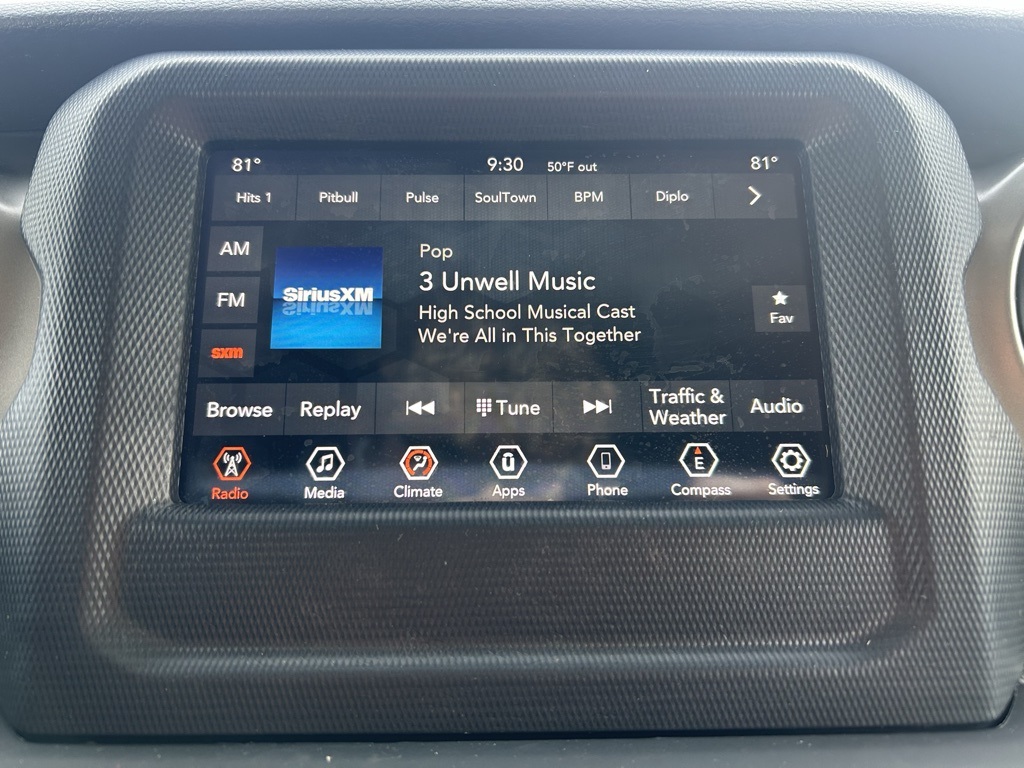 81° 9:30 50°F out 81°
Hits 1 Pitbull Pulse SoulTown BPM Diplo
AM
FM
sxm
SiriusXM
Pop
3 Unwell Music
High School Musical Cast
We're All in This Together
Fav
Browse Replay Tune Traffic & Weather Audio
E
Radio Media Climate Apps Phone Compass Settings